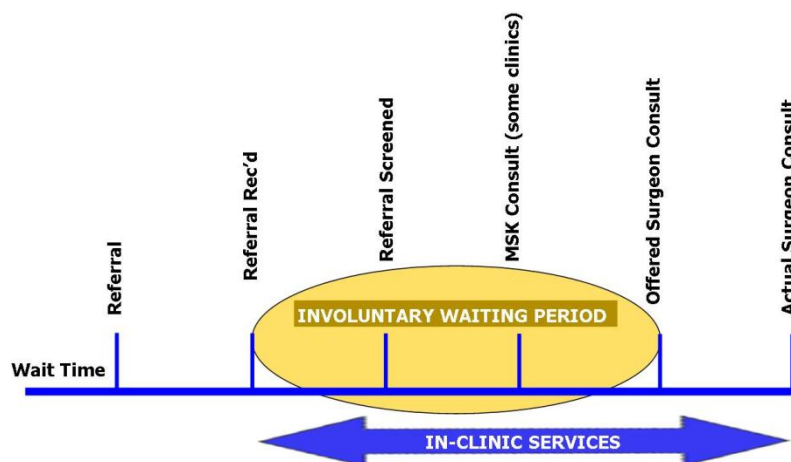 Referral
Referral Rec'd
Referral Screened
MSK Consult (some clinics)
Offered Surgeon Consult
Actual Surgeon Consult
INVOLUNTARY WAITING PERIOD
Wait Time
IN-CLINIC SERVICES